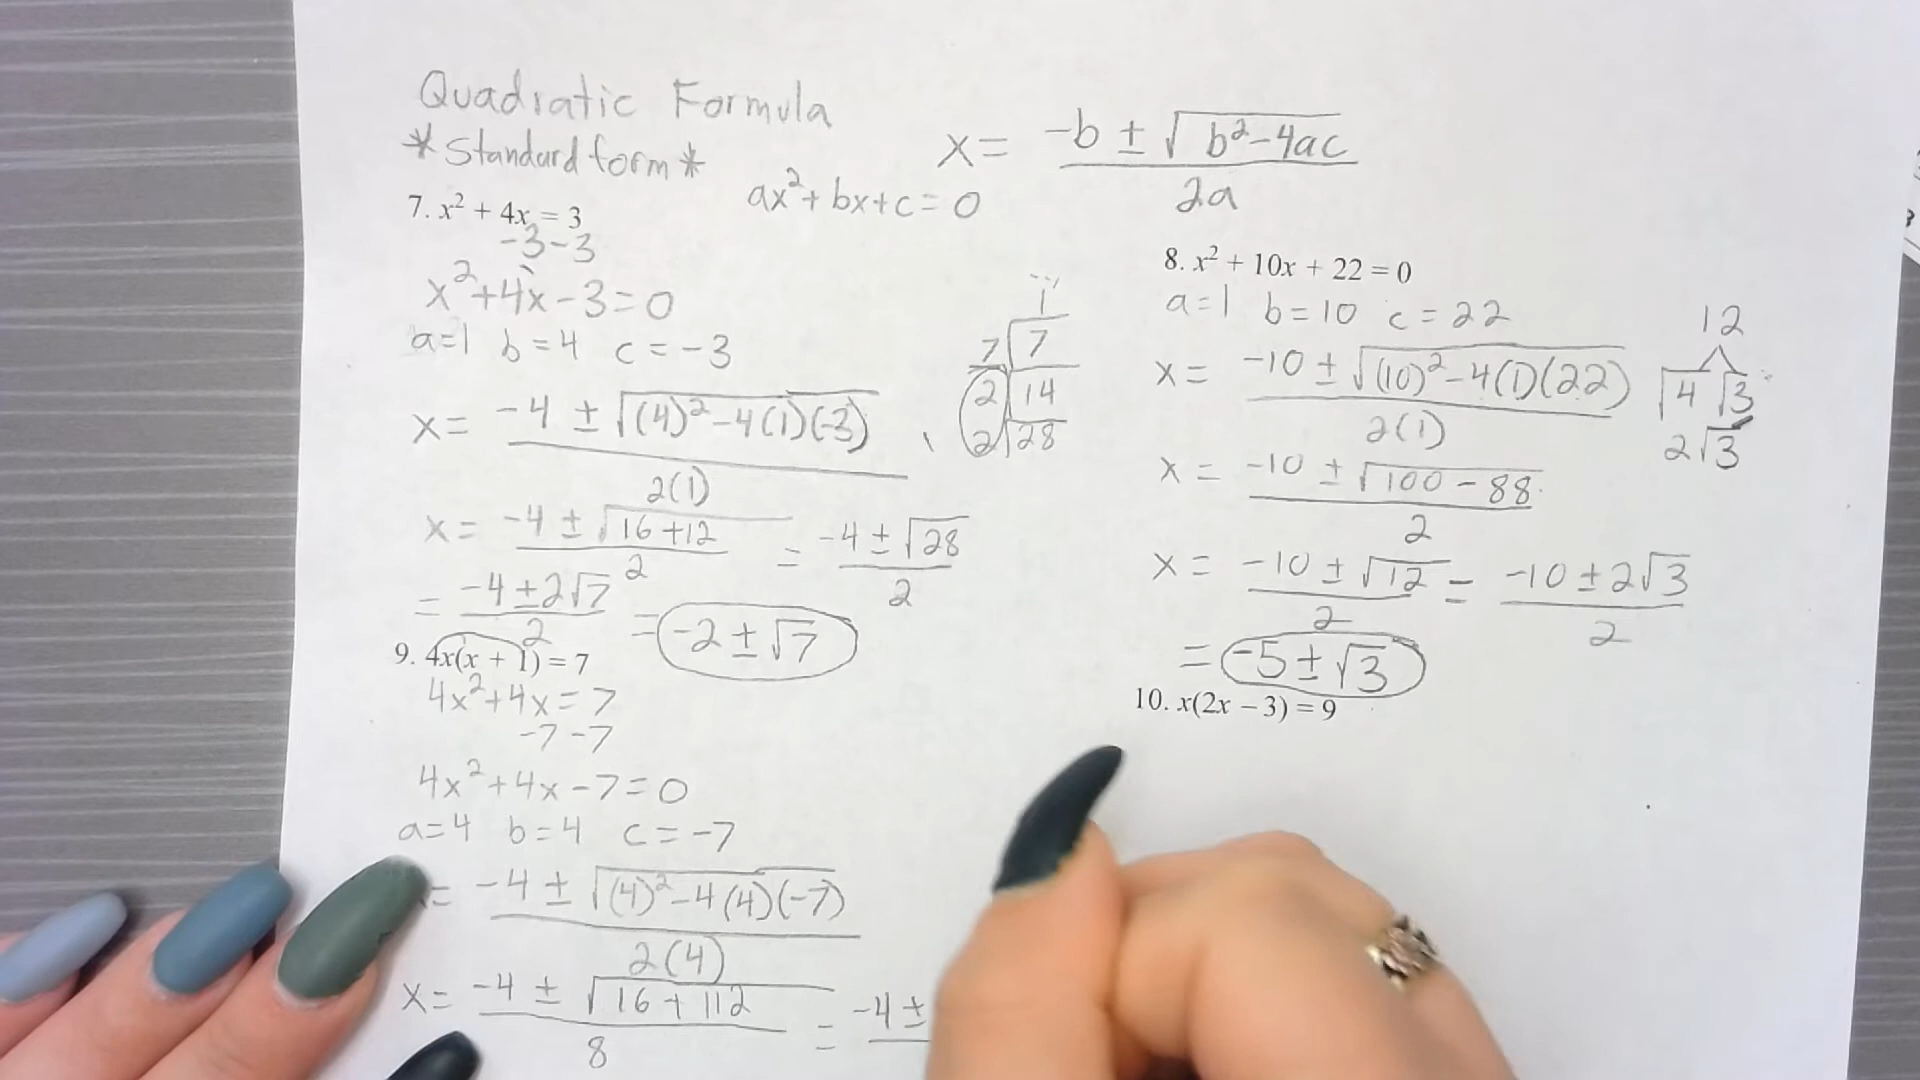 Quadratic Formula
*Standard form*
x = -b ± √b²-4ac
2a
ax²+bx+c=0
7. x² + 4x = 3
-3-3
x²+4x-3=0
a=1 b=4 c=-3
x= -4 ± √(4)²-4(1)(-3)
2(1)
x= -4 ± √16+12
2
= -4 ± √28
2
= -4±2√7
2
= -2±√7
1
7 7
2 14
2 28
8. x² + 10x + 22 = 0
a=1 b=10 c=22
x= -10 ± √(10)²-4(1)(22)
2(1)
x= -10 ± √100-88
2
x= -10 ± √12
2
= -10±2√3
2
= -5±√3
12
√4 √3
2√3
9. 4x(x + 1) = 7
4x²+4x=7
-7-7
4x²+4x-7=0
a=4 b=4 c=-7
= -4 ± √(4)²-4(4)(-7)
2(4)
x= -4 ± √16+112
8
= -4 ±
10. x(2x – 3) = 9